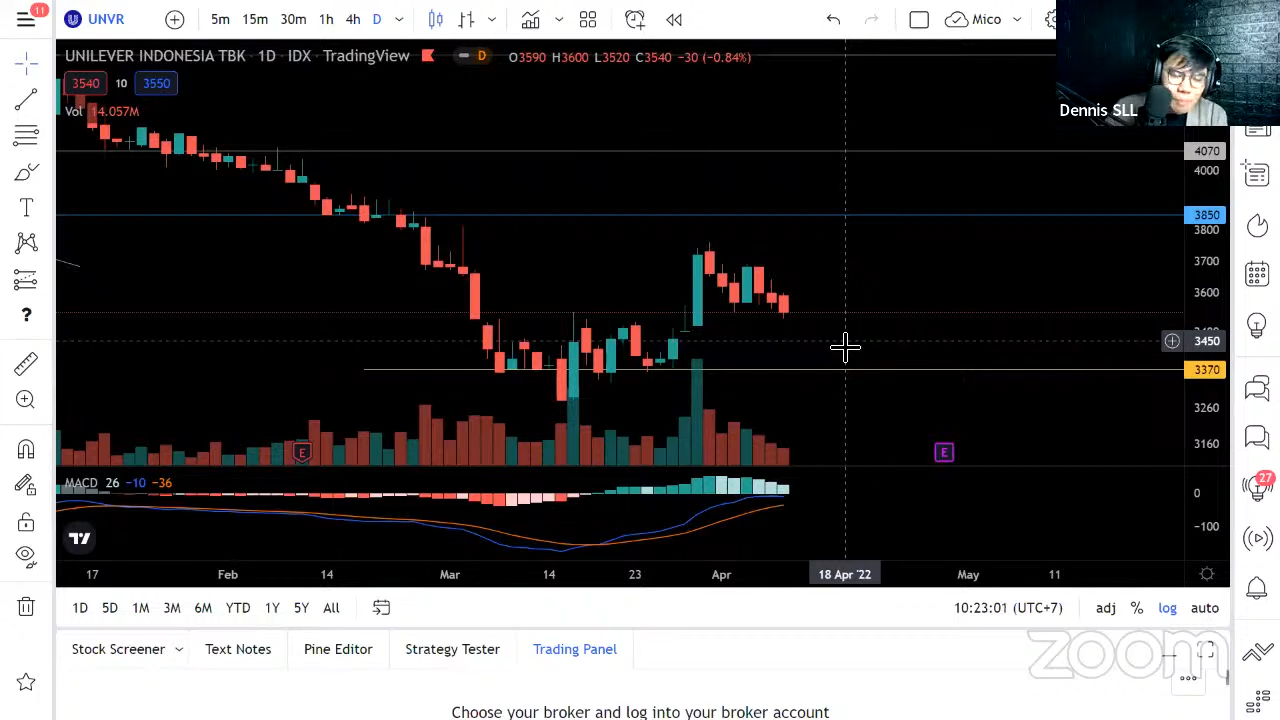 11
UNVR 5m 15m 30m 1h 4h D Mico
UNILEVER INDONESIA TBK · 1D · IDX · TradingView D O3590 H3600 L3520 C3540 −30 (−0.84%)
3540 10 3550
Vol 14.057M
Dennis SLL
4070
4000
3850
3800
3700
3600
3450
3370
3260
3160
E E
MACD 26 −10 −36
0
−100
27
17 Feb 14 Mar 14 23 Apr 18 Apr '22 May 11
1D 5D 1M 3M 6M YTD 1Y 5Y All 10:23:01 (UTC+7) adj % log auto
Stock Screener Text Notes Pine Editor Strategy Tester Trading Panel
zoom
Choose your broker and log into your broker account